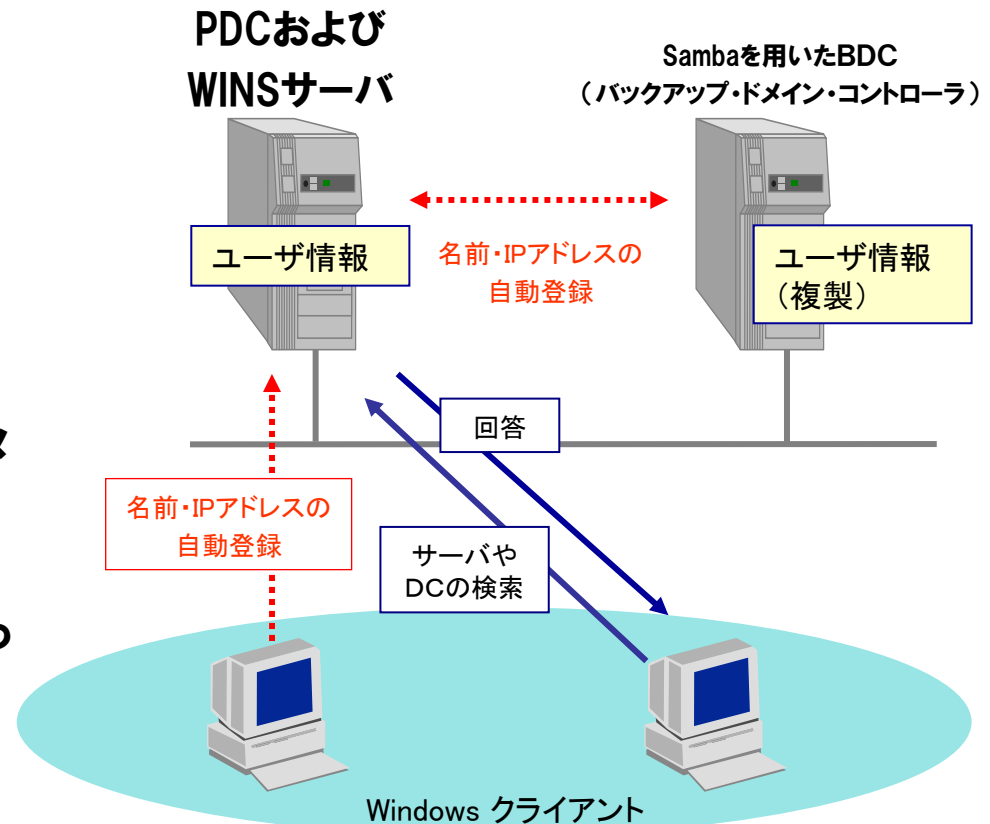 PDCおよび
WINSサーバ
Sambaを用いたBDC
（バックアップ・ドメイン・コントローラ）
ユーザ情報
名前・IPアドレスの
自動登録
ユーザ情報
（複製）
回答
名前・IPアドレスの
自動登録
サーバや
DCの検索
Windows クライアント